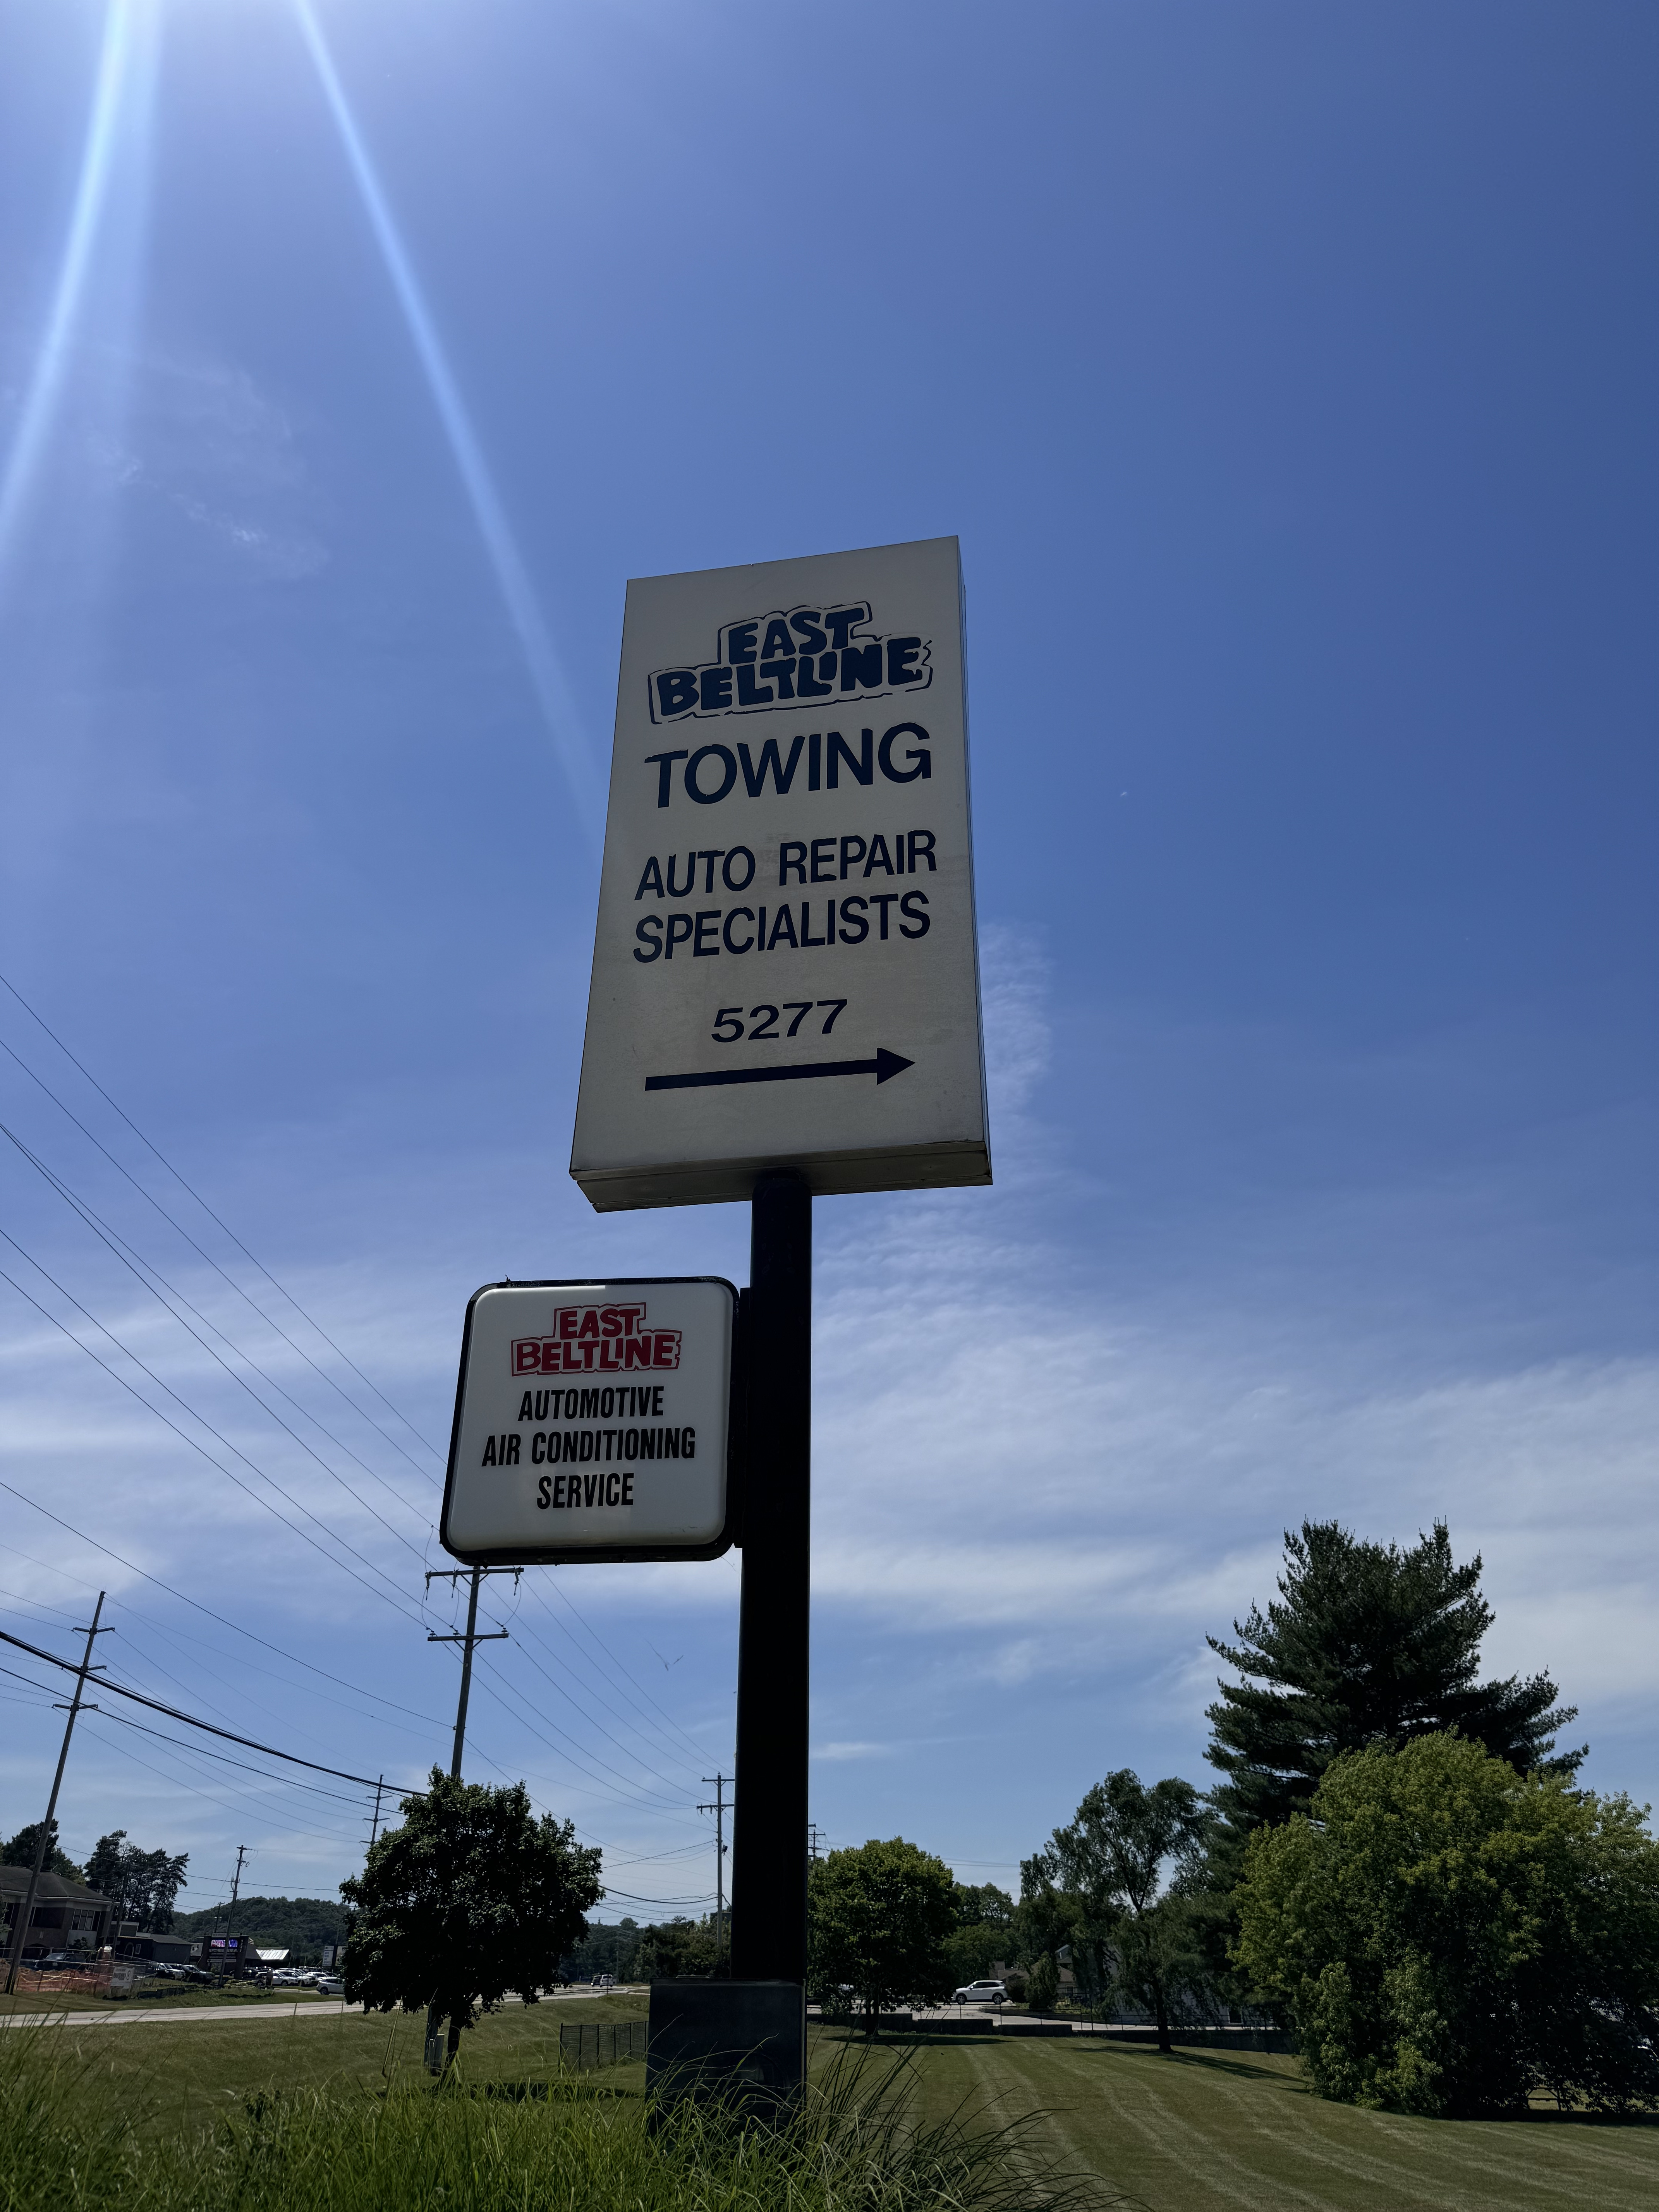 EAST
BELTLINE
TOWING
AUTO REPAIR
SPECIALISTS
5277
EAST
BELTLINE
AUTOMOTIVE
AIR CONDITIONING
SERVICE